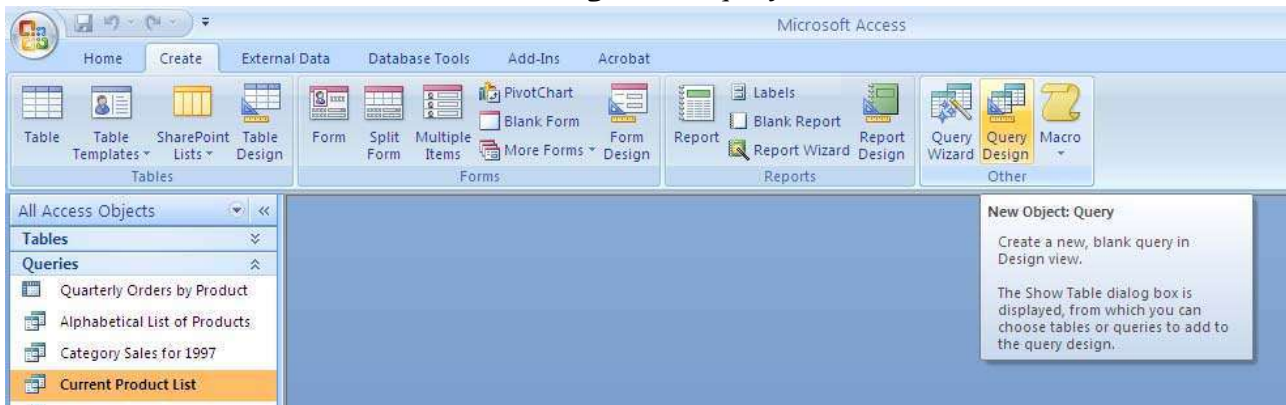 Microsoft Access
Home Create External Data Database Tools Add-Ins Acrobat
Table
Table
Templates
SharePoint
Lists
Table
Design
Tables
Form
Split
Form
Multiple
Items
PivotChart
Blank Form
More Forms
Form
Design
Forms
Report
Labels
Blank Report
Report Wizard
Report
Design
Reports
Query
Wizard
Query
Design
Macro
Other
All Access Objects
Tables
Queries
Quarterly Orders by Product
Alphabetical List of Products
Category Sales for 1997
Current Product List
New Object: Query
Create a new, blank query in
Design view.
The Show Table dialog box is
displayed, from which you can
choose tables or queries to add to
the query design.